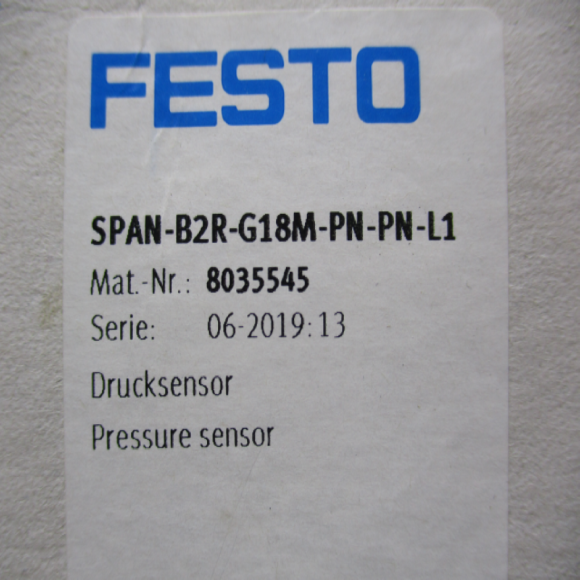 FESTO
SPAN-B2R-G18M-PN-PN-L1
Mat.-Nr.: 8035545
Serie: 06-2019:13
Drucksensor
Pressure sensor